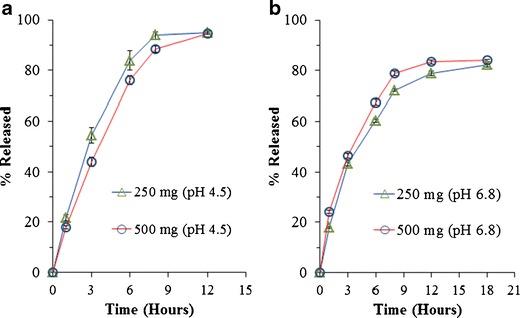 a
% Released
100
80
60
40
20
0
250 mg (pH 4.5)
500 mg (pH 4.5)
0 3 6 9 12 15
Time (Hours)
b
% Released
100
80
60
40
20
0
250 mg (pH 6.8)
500 mg (pH 6.8)
0 3 6 9 12 15 18 21
Time (Hours)